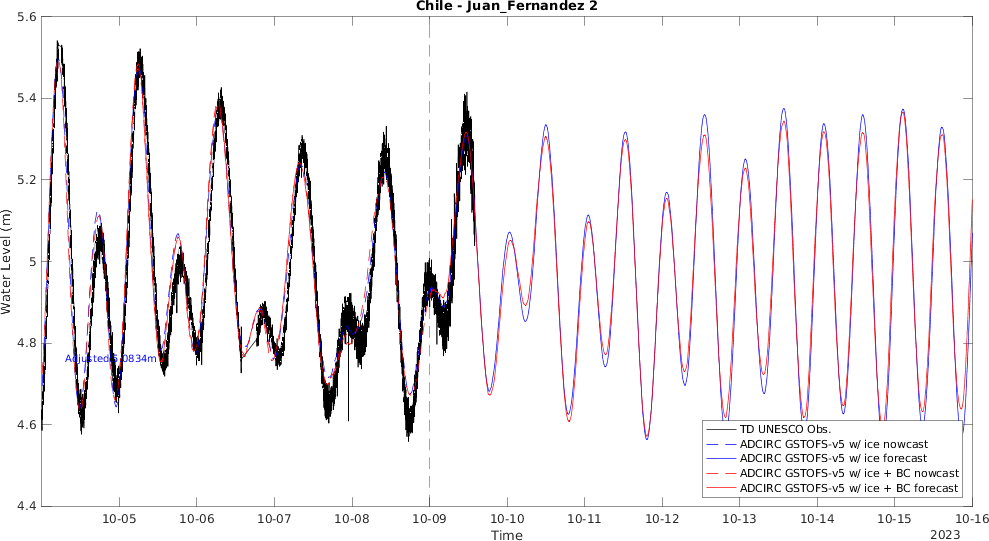 Chile - Juan_Fernandez 2
Water Level (m)
5.6
5.4
5.2
5
4.8
4.6
4.4
Adjusted 0834m
TD UNESCO Obs.
ADCIRC GSTOFS-v5 w/ ice nowcast
ADCIRC GSTOFS-v5 w/ ice forecast
ADCIRC GSTOFS-v5 w/ ice + BC nowcast
ADCIRC GSTOFS-v5 w/ ice + BC forecast
10-05 10-06 10-07 10-08 10-09 10-10 10-11 10-12 10-13 10-14 10-15 10-16
Time
2023